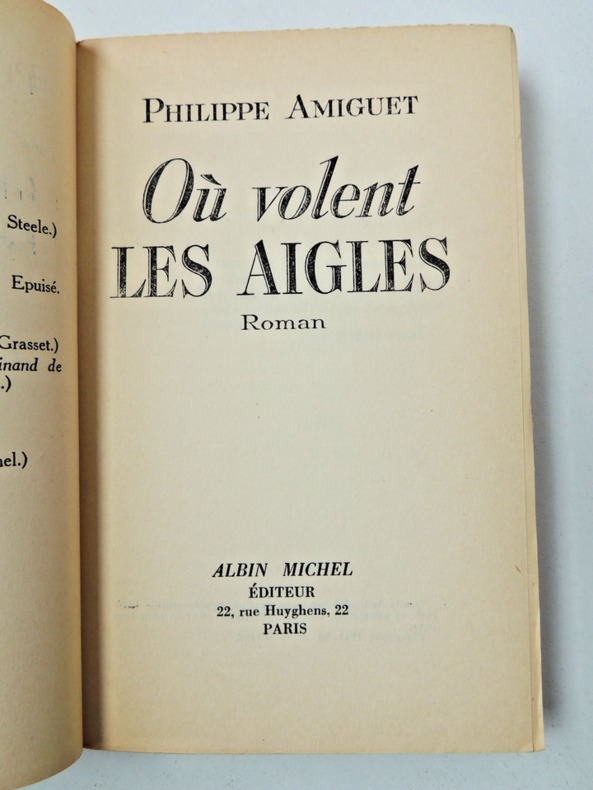 Steele.)
Epuisé.
Grasset.)
inand de
.)
el.)
PHILIPPE AMIGUET
Où volent
LES AIGLES
Roman
ALBIN MICHEL
ÉDITEUR
22, rue Huyghens, 22
PARIS